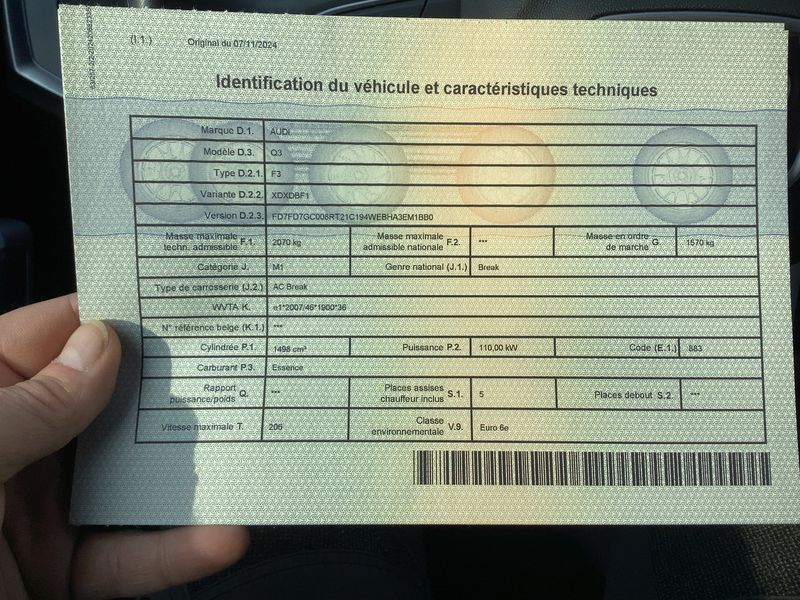 (I.1.) Original du 07/11/2024
Identification du véhicule et caractéristiques techniques
Marque D.1. AUDI
Modèle D.3. Q3
Type D.2.1. F3
Variante D.2.2. XDXDBF1
Version D.2.3. FD7FD7GC008RT21C194WEBHA3EM1BB0
Masse maximale techn. admissible F.1. 2070 kg Masse maximale admissible nationale F.2. *** Masse en ordre de marche G. 1570 kg
Catégorie J. M1 Genre national (J.1.) Break
Type de carrosserie (J.2.) AC Break
WVTA K. e1*2007/46*1900*36
N° référence belge (K.1.) ***
Cylindrée P.1. 1498 cm³ Puissance P.2. 110,00 kW Code (E.1.) 883
Carburant P.3. Essence
Rapport puissance/poids Q. *** Places assises chauffeur inclus S.1. 5 Places debout S.2. ***
Vitesse maximale T. 206 Classe environnementale V.9. Euro 6e